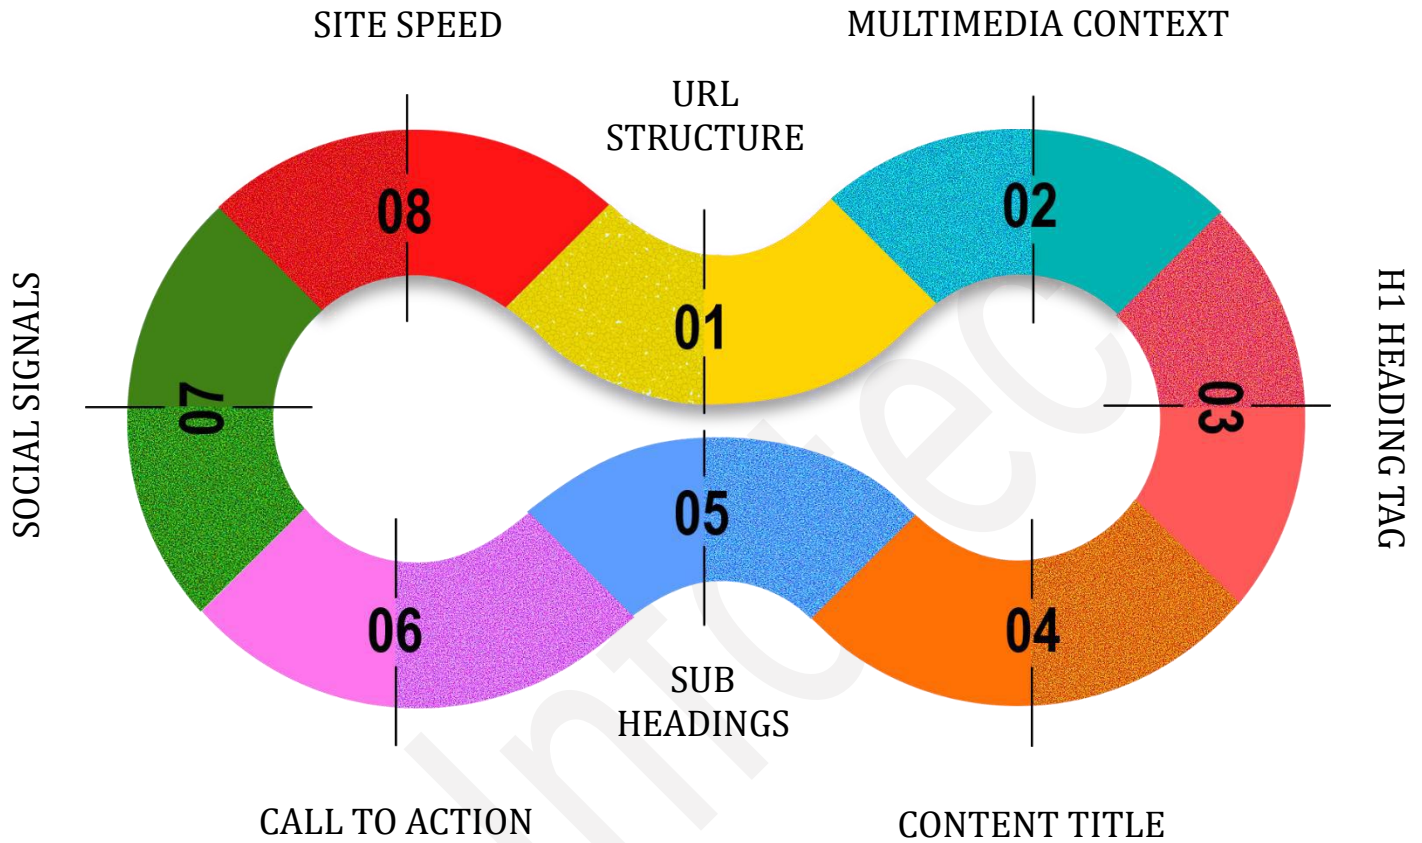 SITE SPEED
MULTIMEDIA CONTEXT
URL
STRUCTURE
08
02
01
SOCIAL SIGNALS
07
03
H1 HEADING TAG
05
06
04
SUB
HEADINGS
CALL TO ACTION
CONTENT TITLE